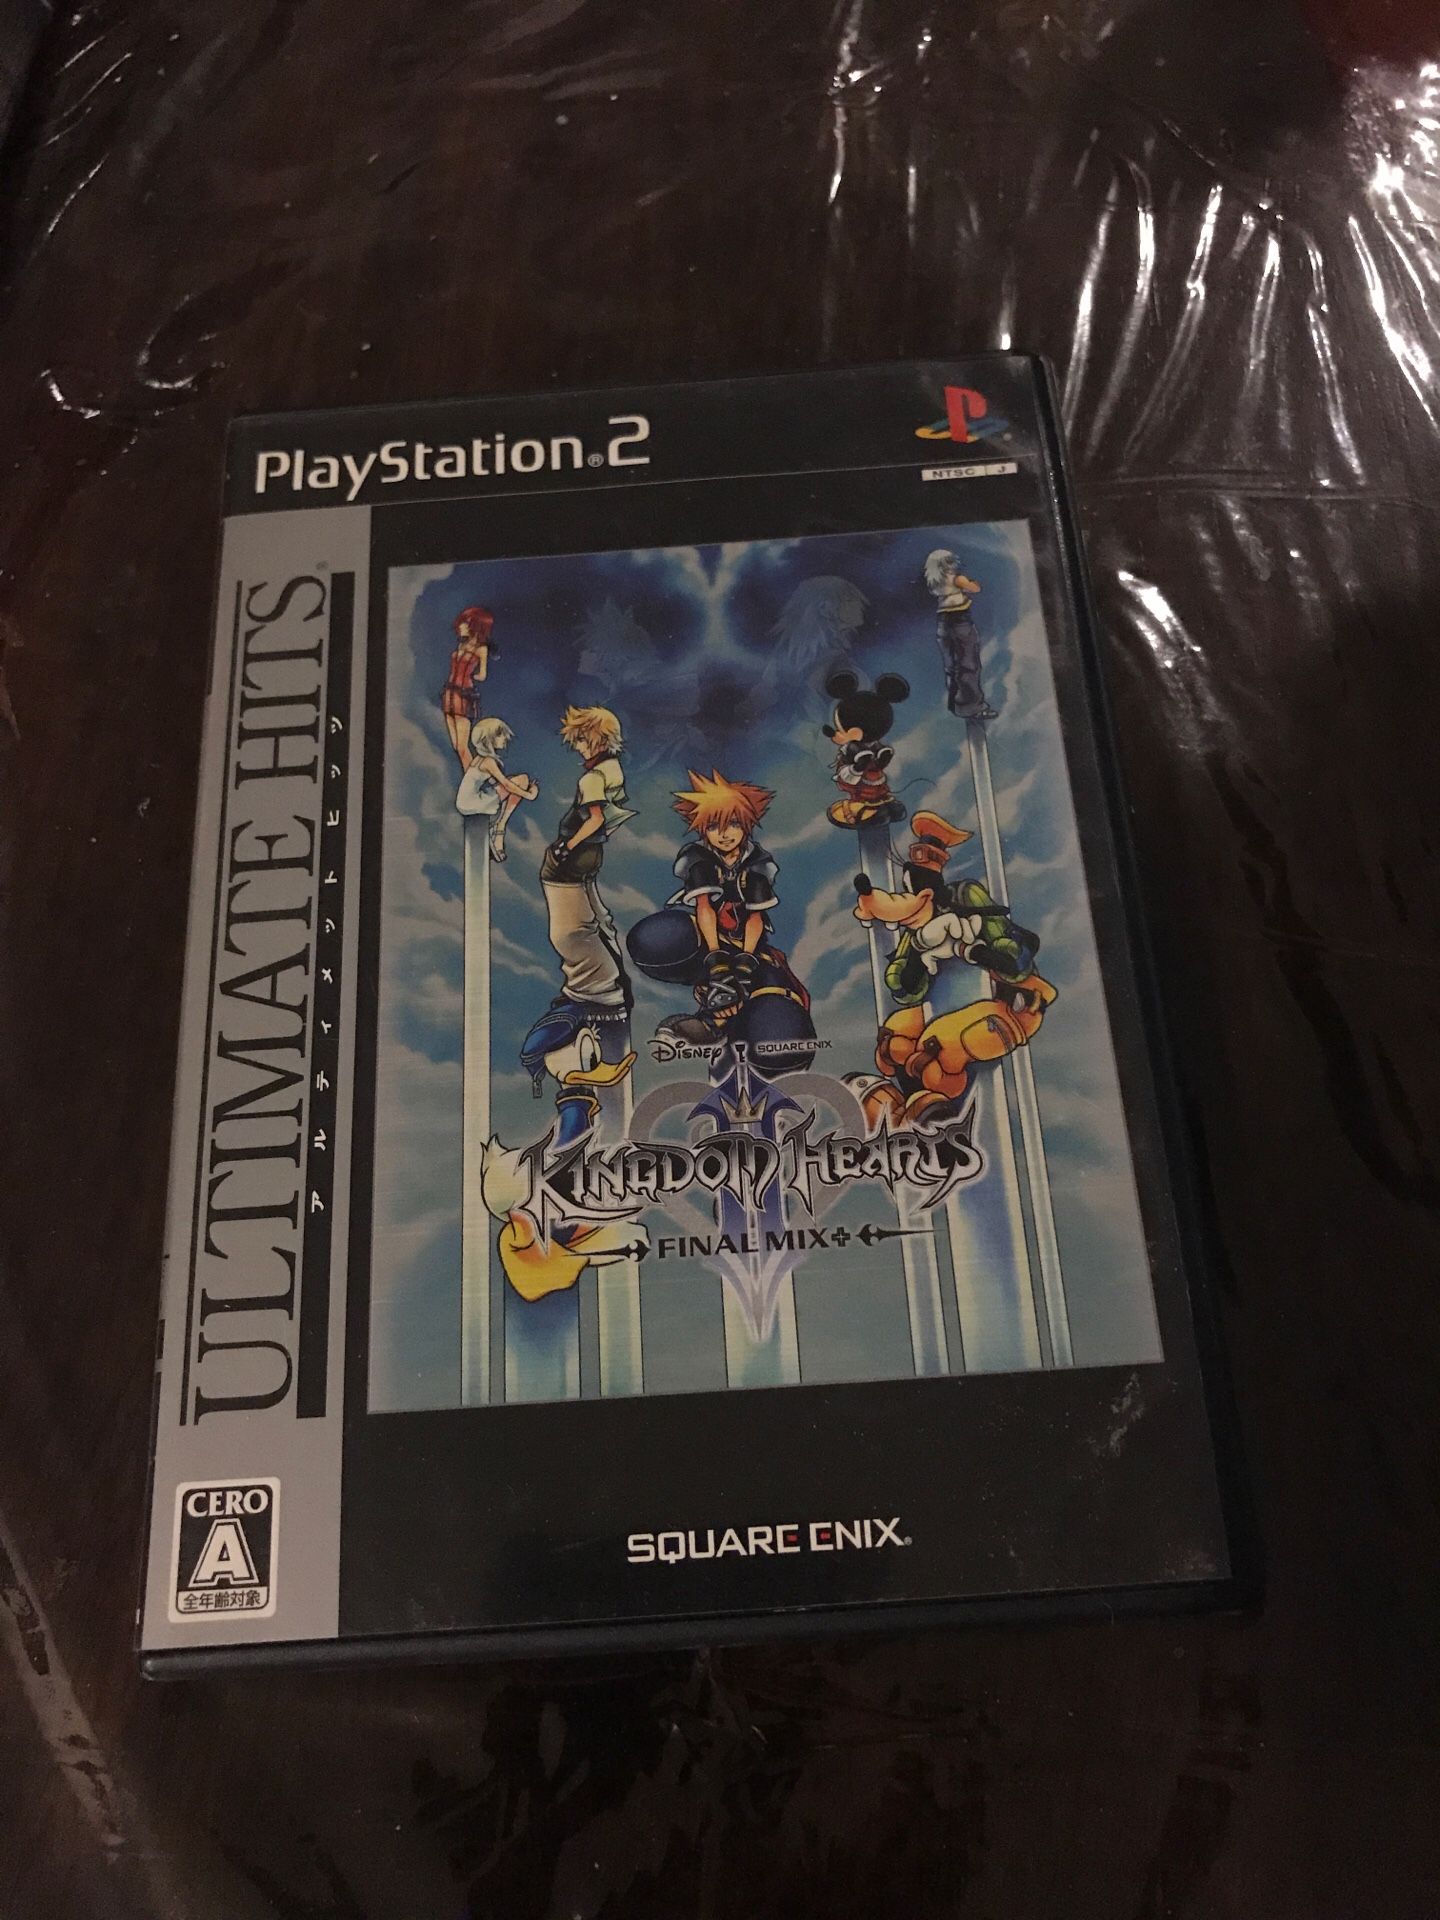 PlayStation®2
NTSC J
ULTIMATE HITS®
アルティメットヒッツ
Disney SQUARE ENIX
KINGDOM HEARTS
II
FINAL MIX+
CERO
A
全年齢対象
SQUARE ENIX®